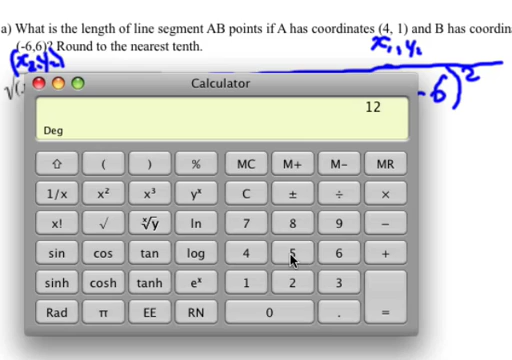 a) What is the length of line segment AB points if A has coordinates (4, 1) and B has coordin
(-6,6)? Round to the nearest tenth.
x₁, y₁
(x₂, y₂)
√(
-6)²
Calculator
12
Deg
⇧ ( ) % MC M+ M− MR
1/x x² x³ yˣ C ± ÷ ×
x! √ ˣ√y ln 7 8 9 −
sin cos tan log 4 5 6 +
sinh cosh tanh eˣ 1 2 3
Rad π EE RN 0 . =